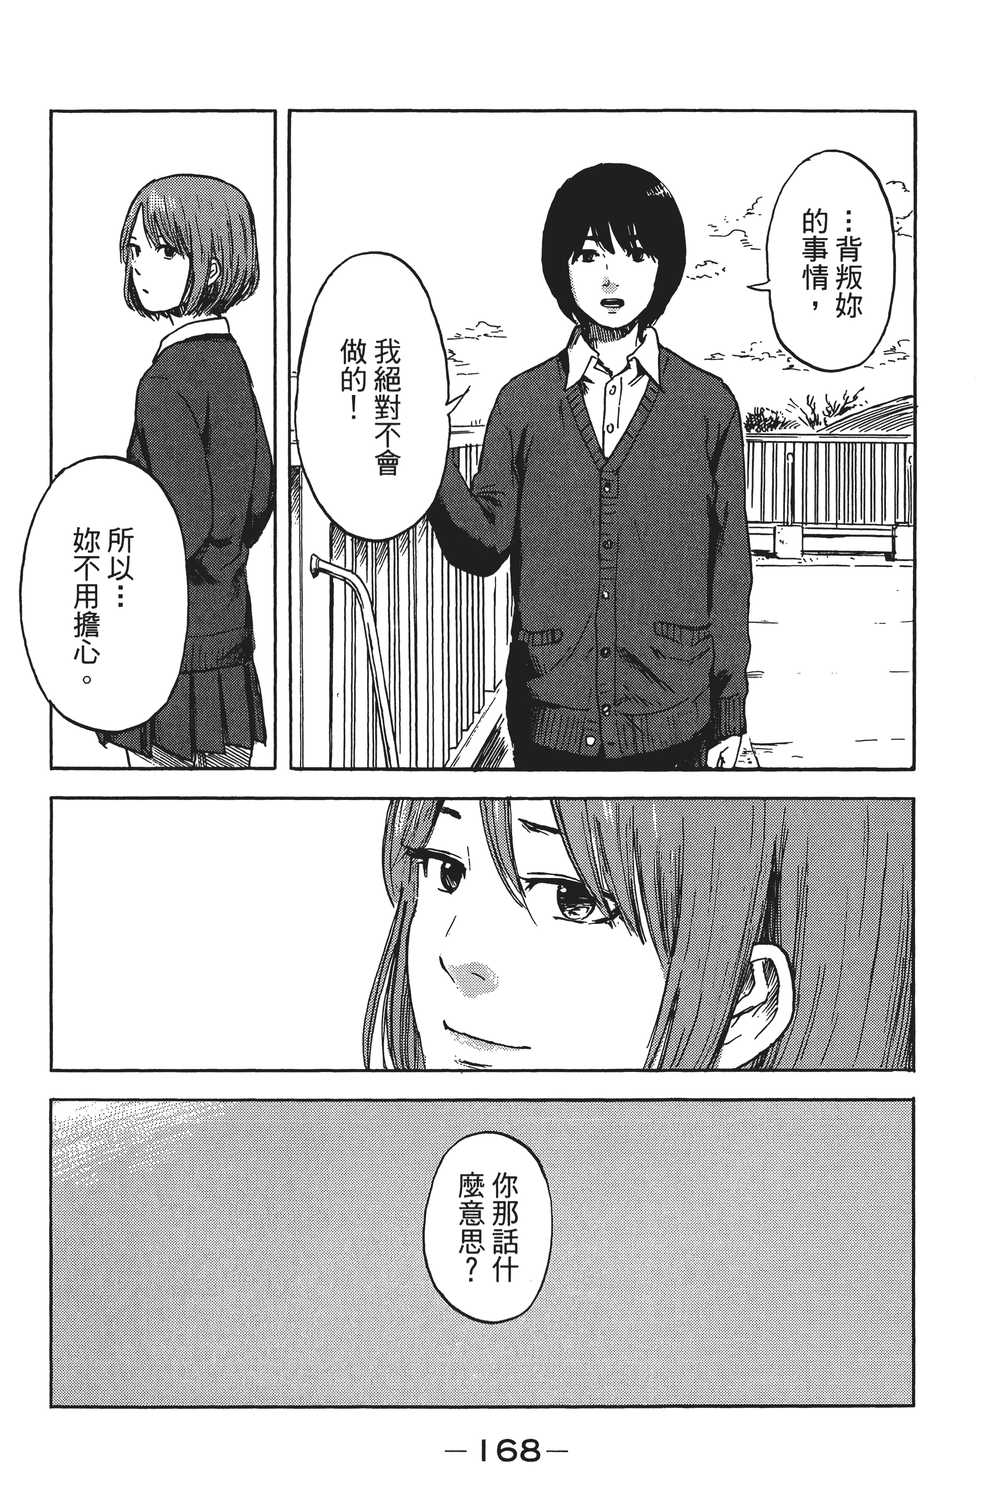 …背叛妳
的事情，
我絕對不會
做的！
所以…
妳不用擔心。
你那話什
麼意思？
—168—